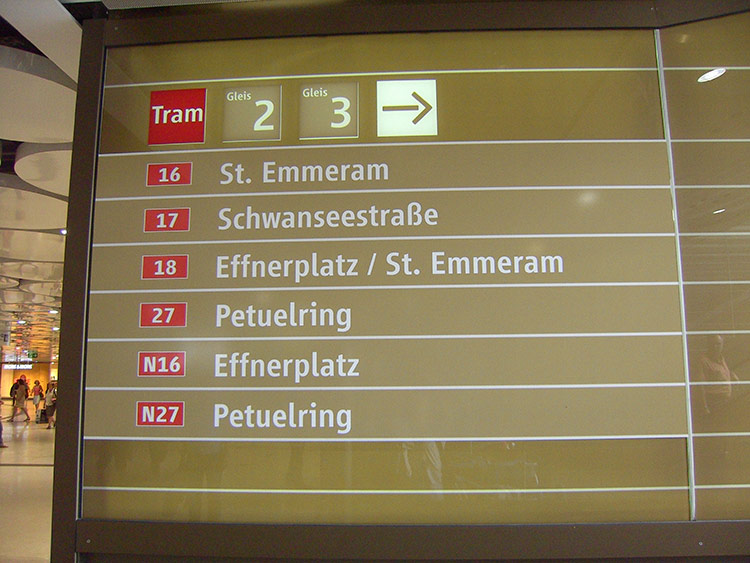 Tram Gleis 2 Gleis 3 →
16 St. Emmeram
17 Schwanseestraße
18 Effnerplatz / St. Emmeram
27 Petuelring
N16 Effnerplatz
N27 Petuelring